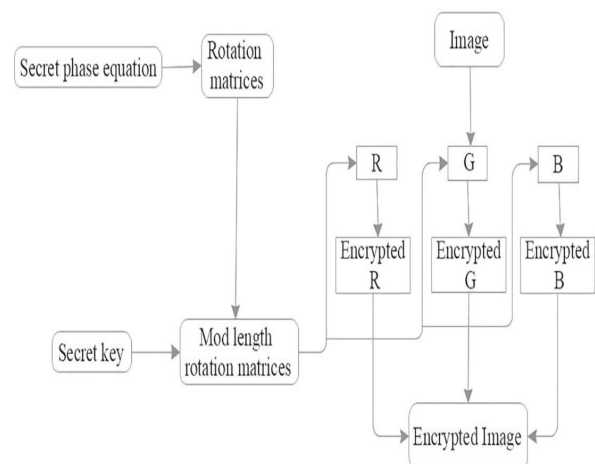 Image
Secret phase equation
Rotation
matrices
R
G
B
Encrypted
R
Encrypted
G
Encrypted
B
Secret key
Mod length
rotation matrices
Encrypted Image